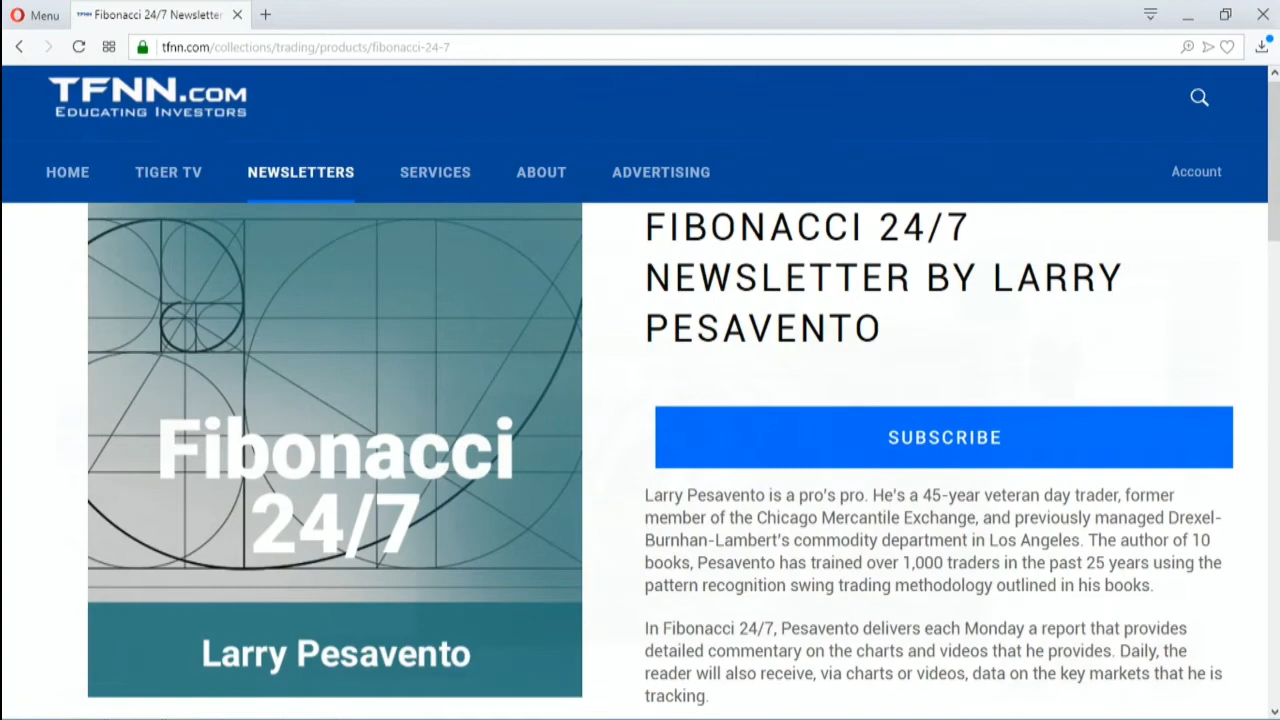 Menu
Fibonacci 24/7 Newsletter
tfnn.com/collections/trading/products/fibonacci-24-7
TFNN.COM
EDUCATING INVESTORS
HOME
TIGER TV
NEWSLETTERS
SERVICES
ABOUT
ADVERTISING
Account
Fibonacci
24/7
Larry Pesavento
FIBONACCI 24/7
NEWSLETTER BY LARRY
PESAVENTO
SUBSCRIBE
Larry Pesavento is a pro's pro. He's a 45-year veteran day trader, former
member of the Chicago Mercantile Exchange, and previously managed Drexel-
Burnhan-Lambert's commodity department in Los Angeles. The author of 10
books, Pesavento has trained over 1,000 traders in the past 25 years using the
pattern recognition swing trading methodology outlined in his books.
In Fibonacci 24/7, Pesavento delivers each Monday a report that provides
detailed commentary on the charts and videos that he provides. Daily, the
reader will also receive, via charts or videos, data on the key markets that he is
tracking.